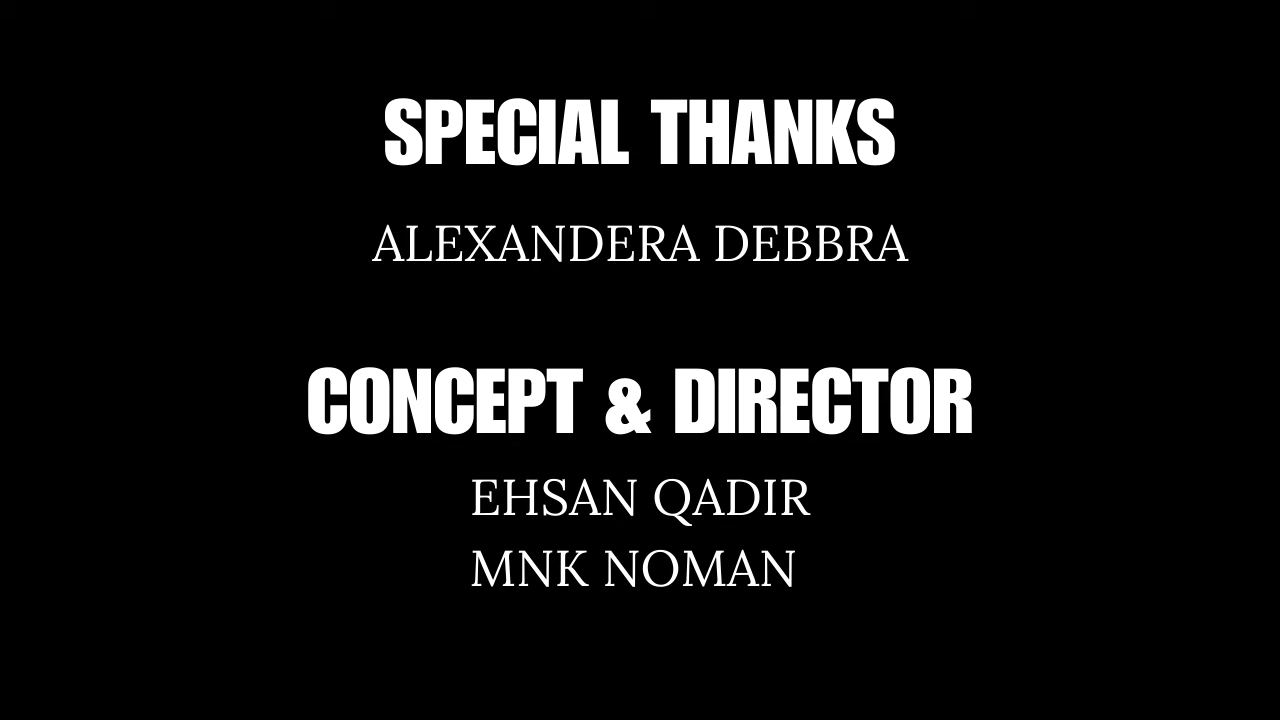 SPECIAL THANKS
ALEXANDERA DEBBRA
CONCEPT & DIRECTOR
EHSAN QADIR
MNK NOMAN